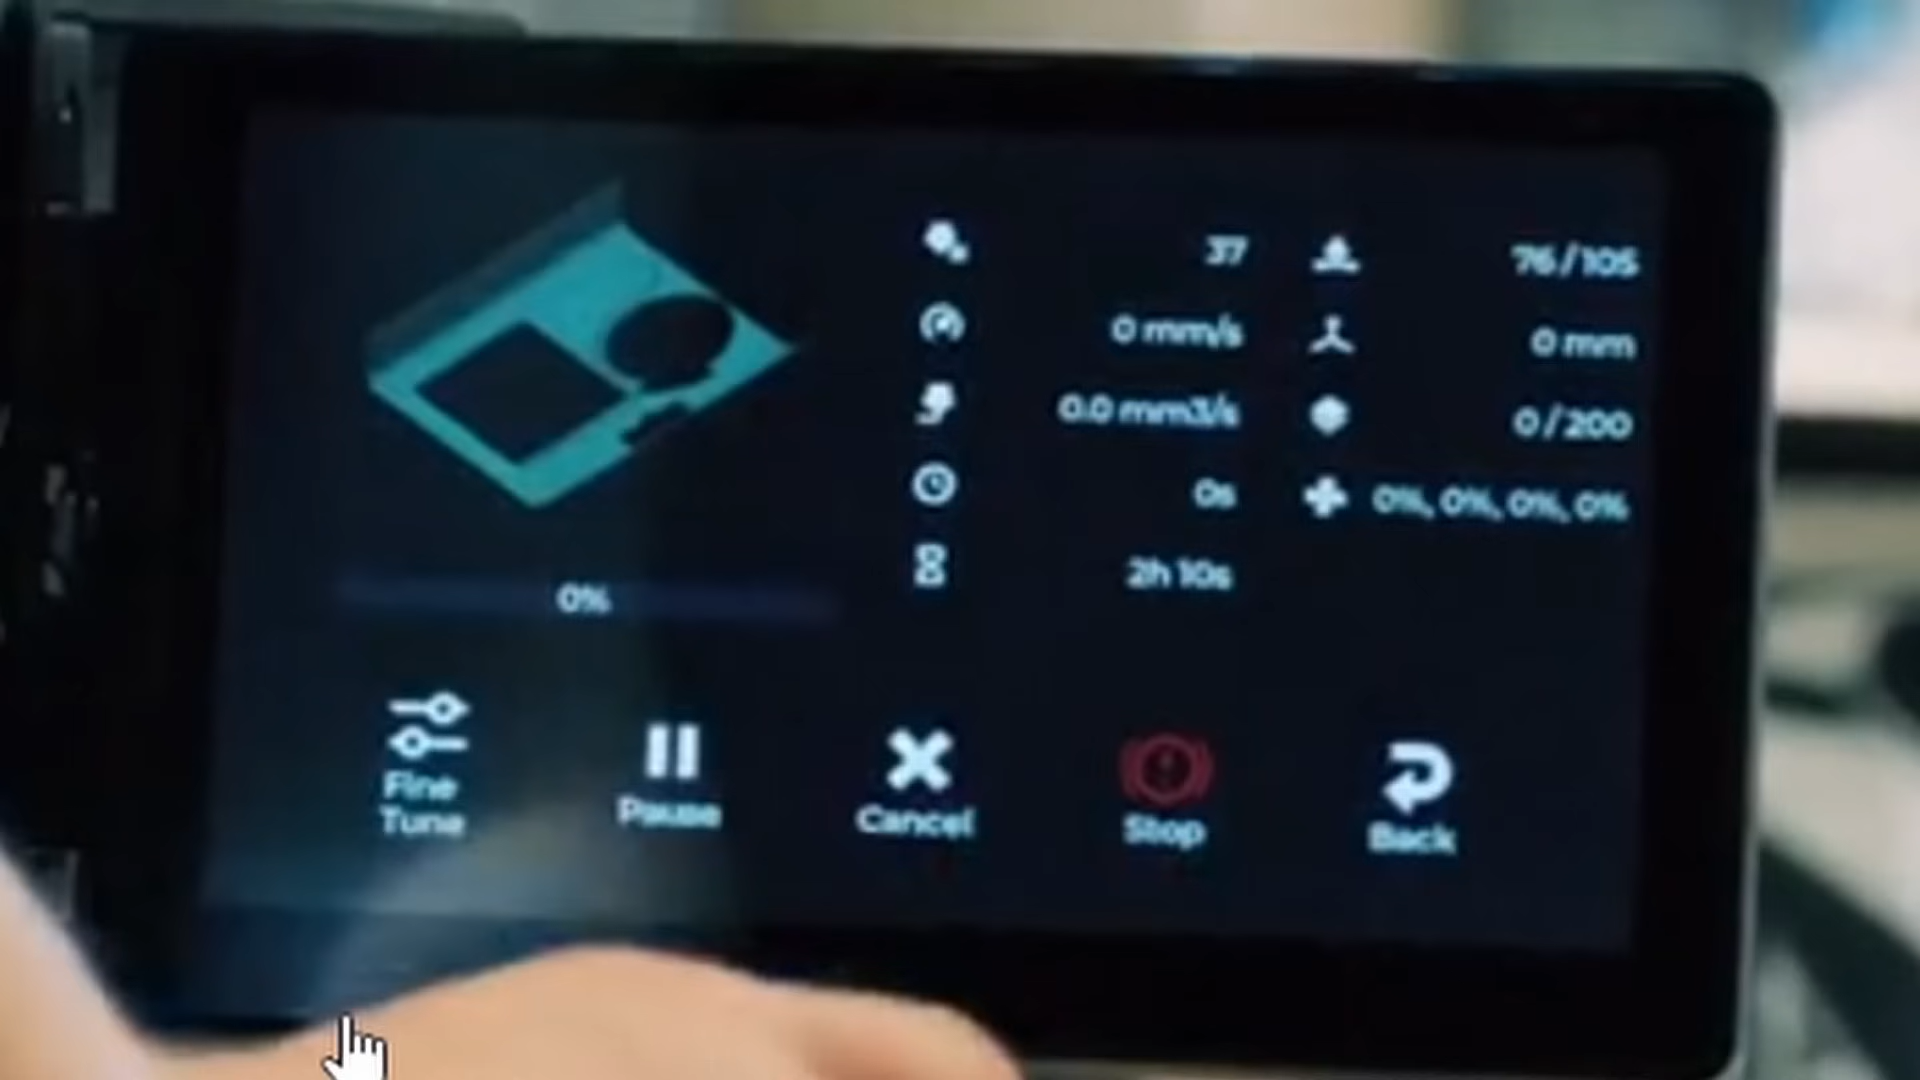 37
76/105
0 mm/s
0 mm
0.0 mm3/s
0/200
0s
0%, 0%, 0%, 0%
2h 10s
0%
Fine
Tune
Pause
Cancel
Stop
Back